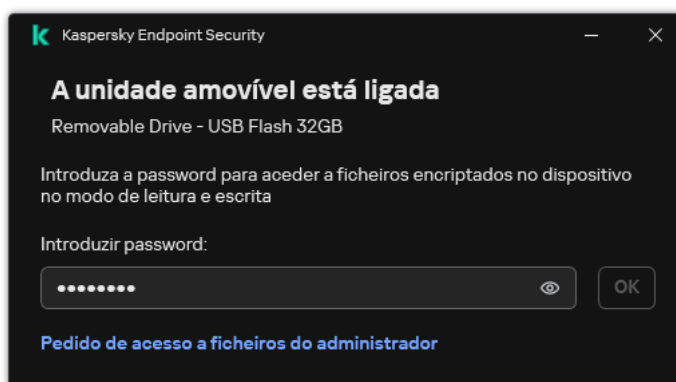 Kaspersky Endpoint Security
A unidade amovível está ligada
Removable Drive - USB Flash 32GB
Introduza a password para aceder a ficheiros encriptados no dispositivo
no modo de leitura e escrita
Introduzir password:
••••••••
OK
Pedido de acesso a ficheiros do administrador